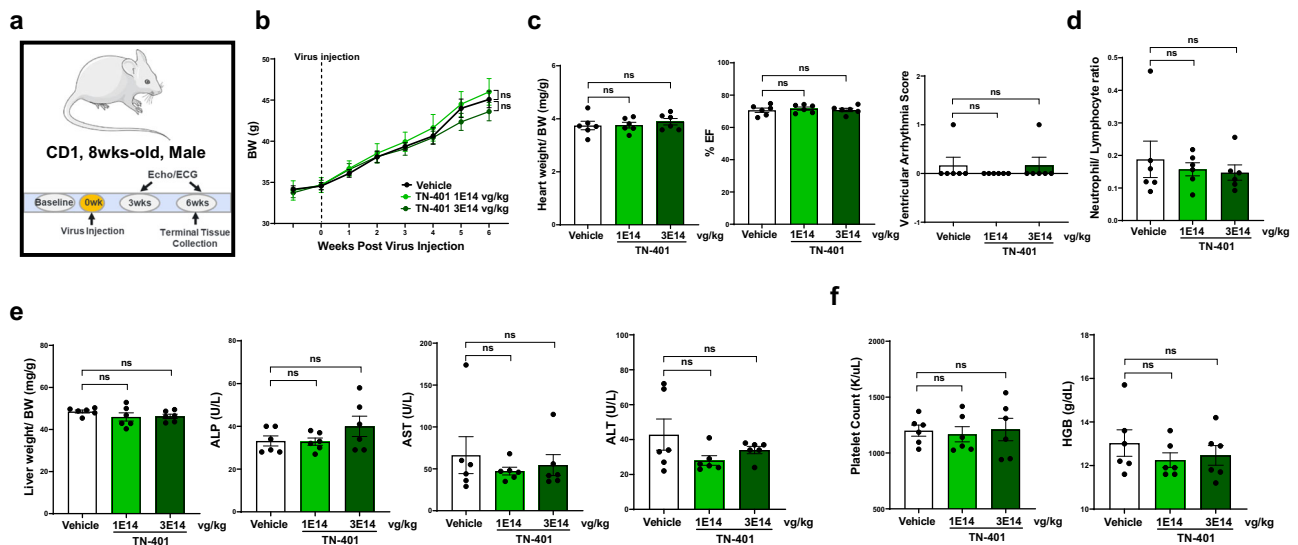 a
CD1, 8wks-old, Male
Echo/ECG
Baseline
0wk
3wks
6wks
Virus Injection
Terminal Tissue
Collection
b
Virus injection
BW (g)
50
45
40
35
30
0
1
2
3
4
5
6
Weeks Post Virus Injection
ns
ns
Vehicle
TN-401 1E14 vg/kg
TN-401 3E14 vg/kg
c
Heart weight/ BW (mg/g)
6
4
2
0
ns
ns
Vehicle
1E14
3E14
vg/kg
TN-401
% EF
100
80
60
40
20
0
ns
ns
Vehicle
1E14
3E14
vg/kg
TN-401
Ventricular Arrhythmia Score
2
1
0
-1
ns
ns
Vehicle
1E14
3E14
vg/kg
TN-401
d
Neutrophil/ Lymphocyte ratio
0.6
0.4
0.2
0.0
ns
ns
Vehicle
1E14
3E14
vg/kg
TN-401
e
Liver weight/ BW (mg/g)
80
60
40
20
0
ns
ns
Vehicle
1E14
3E14
vg/kg
TN-401
ALP (U/L)
80
60
40
20
0
ns
ns
Vehicle
1E14
3E14
vg/kg
TN-401
AST (U/L)
200
150
100
50
0
ns
ns
Vehicle
1E14
3E14
vg/kg
TN-401
ALT (U/L)
100
80
60
40
20
0
ns
ns
Vehicle
1E14
3E14
vg/kg
TN-401
f
Platelet Count (K/uL)
2000
1500
1000
500
ns
ns
Vehicle
1E14
3E14
vg/kg
TN-401
HGB (g/dL)
18
16
14
12
10
ns
ns
Vehicle
1E14
3E14
vg/kg
TN-401